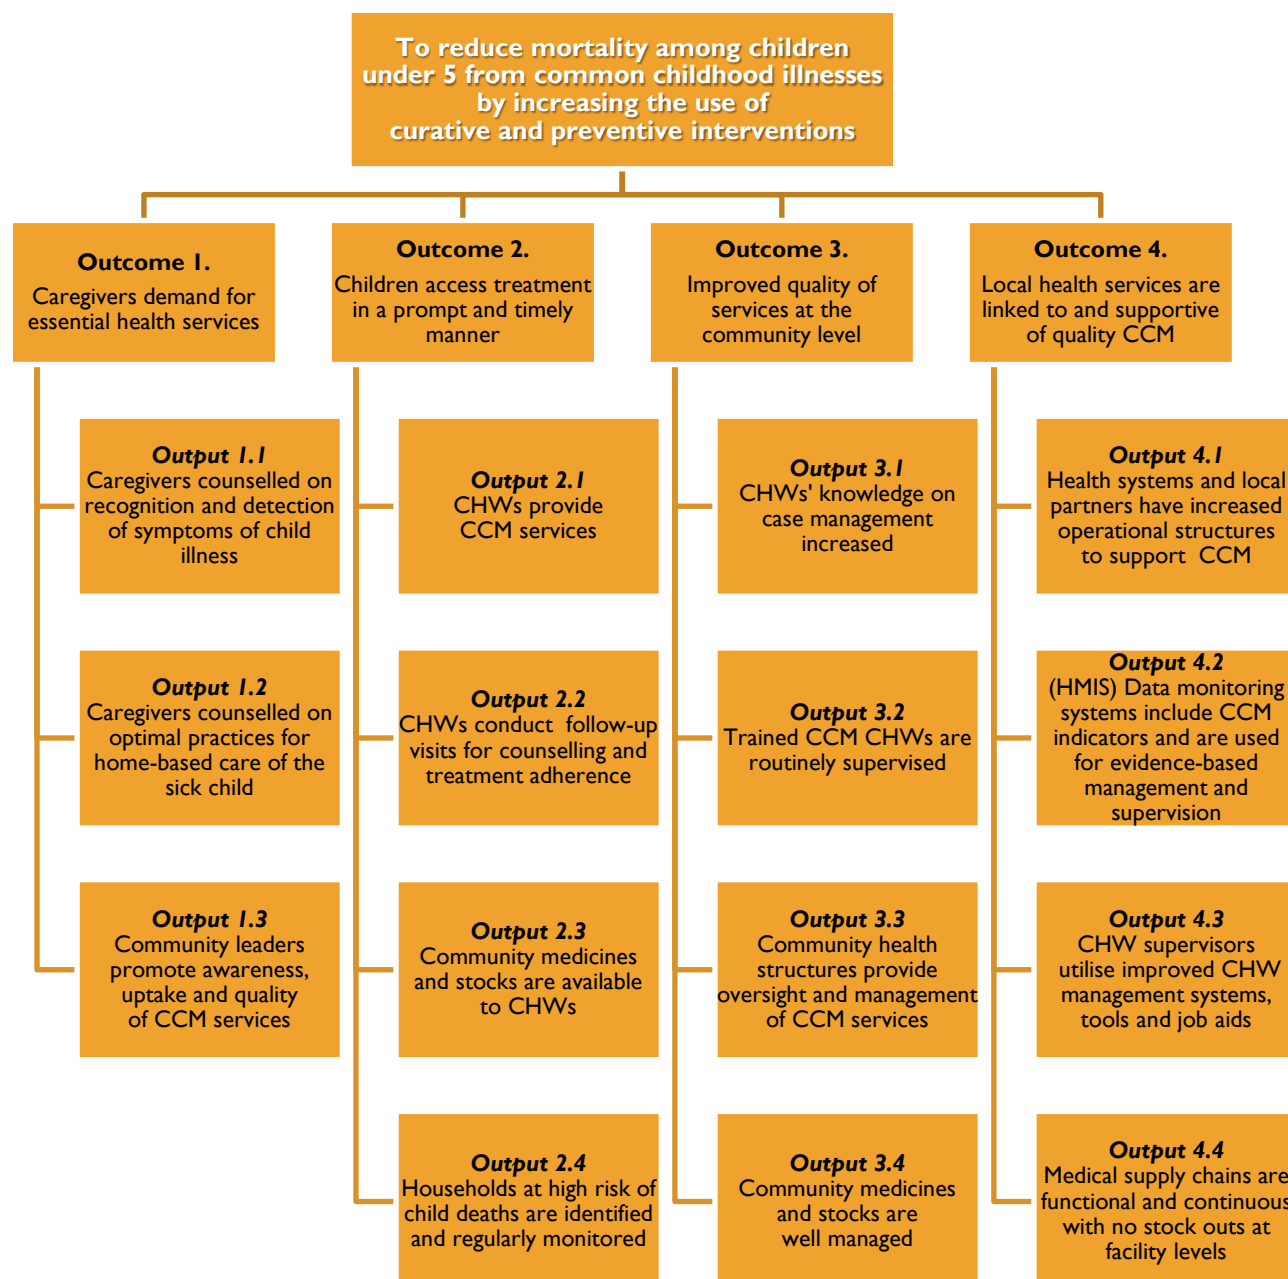 To reduce mortality among children
under 5 from common childhood illnesses
by increasing the use of
curative and preventive interventions
Outcome 1.
Caregivers demand for
essential health services
Outcome 2.
Children access treatment
in a prompt and timely
manner
Outcome 3.
Improved quality of
services at the
community level
Outcome 4.
Local health services are
linked to and supportive
of quality CCM
Output 1.1
Caregivers counselled on
recognition and detection
of symptoms of child
illness
Output 2.1
CHWs provide
CCM services
Output 3.1
CHWs' knowledge on
case management
increased
Output 4.1
Health systems and local
partners have increased
operational structures
to support CCM
Output 1.2
Caregivers counselled on
optimal practices for
home-based care of the
sick child
Output 2.2
CHWs conduct follow-up
visits for counselling and
treatment adherence
Output 3.2
Trained CCM CHWs are
routinely supervised
Output 4.2
(HMIS) Data monitoring
systems include CCM
indicators and are used
for evidence-based
management and
supervision
Output 1.3
Community leaders
promote awareness,
uptake and quality
of CCM services
Output 2.3
Community medicines
and stocks are available
to CHWs
Output 3.3
Community health
structures provide
oversight and management
of CCM services
Output 4.3
CHW supervisors
utilise improved CHW
management systems,
tools and job aids
Output 2.4
Households at high risk of
child deaths are identified
and regularly monitored
Output 3.4
Community medicines
and stocks are
well managed
Output 4.4
Medical supply chains are
functional and continuous
with no stock outs at
facility levels